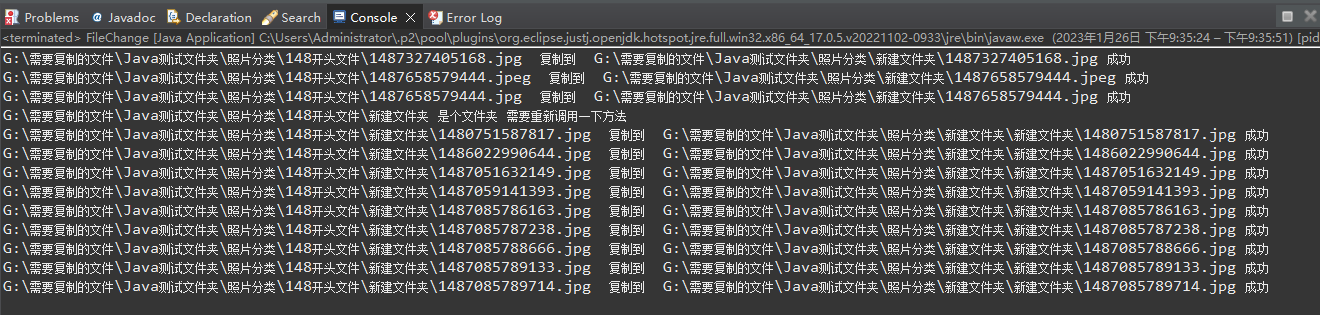 Problems @ Javadoc Declaration Search Console Error Log
<terminated> FileChange [Java Application] C:\Users\Administrator\.p2\pool\plugins\org.eclipse.justj.openjdk.hotspot.jre.full.win32.x86_64_17.0.5.v20221102-0933\jre\bin\javaw.exe (2023年1月26日 下午9:35:24 – 下午9:35:51) [pid
G:\需要复制的文件\Java测试文件夹\照片分类\148开头文件\1487327405168.jpg 复制到 G:\需要复制的文件\Java测试文件夹\照片分类\新建文件夹\1487327405168.jpg 成功
G:\需要复制的文件\Java测试文件夹\照片分类\148开头文件\1487658579444.jpeg 复制到 G:\需要复制的文件\Java测试文件夹\照片分类\新建文件夹\1487658579444.jpeg 成功
G:\需要复制的文件\Java测试文件夹\照片分类\148开头文件\1487658579444.jpg 复制到 G:\需要复制的文件\Java测试文件夹\照片分类\新建文件夹\1487658579444.jpg 成功
G:\需要复制的文件\Java测试文件夹\照片分类\148开头文件\新建文件夹 是个文件夹 需要重新调用一下方法
G:\需要复制的文件\Java测试文件夹\照片分类\148开头文件\新建文件夹\1480751587817.jpg 复制到 G:\需要复制的文件\Java测试文件夹\照片分类\新建文件夹\新建文件夹\1480751587817.jpg 成功
G:\需要复制的文件\Java测试文件夹\照片分类\148开头文件\新建文件夹\1486022990644.jpg 复制到 G:\需要复制的文件\Java测试文件夹\照片分类\新建文件夹\新建文件夹\1486022990644.jpg 成功
G:\需要复制的文件\Java测试文件夹\照片分类\148开头文件\新建文件夹\1487051632149.jpg 复制到 G:\需要复制的文件\Java测试文件夹\照片分类\新建文件夹\新建文件夹\1487051632149.jpg 成功
G:\需要复制的文件\Java测试文件夹\照片分类\148开头文件\新建文件夹\1487059141393.jpg 复制到 G:\需要复制的文件\Java测试文件夹\照片分类\新建文件夹\新建文件夹\1487059141393.jpg 成功
G:\需要复制的文件\Java测试文件夹\照片分类\148开头文件\新建文件夹\1487085786163.jpg 复制到 G:\需要复制的文件\Java测试文件夹\照片分类\新建文件夹\新建文件夹\1487085786163.jpg 成功
G:\需要复制的文件\Java测试文件夹\照片分类\148开头文件\新建文件夹\1487085787238.jpg 复制到 G:\需要复制的文件\Java测试文件夹\照片分类\新建文件夹\新建文件夹\1487085787238.jpg 成功
G:\需要复制的文件\Java测试文件夹\照片分类\148开头文件\新建文件夹\1487085788666.jpg 复制到 G:\需要复制的文件\Java测试文件夹\照片分类\新建文件夹\新建文件夹\1487085788666.jpg 成功
G:\需要复制的文件\Java测试文件夹\照片分类\148开头文件\新建文件夹\1487085789133.jpg 复制到 G:\需要复制的文件\Java测试文件夹\照片分类\新建文件夹\新建文件夹\1487085789133.jpg 成功
G:\需要复制的文件\Java测试文件夹\照片分类\148开头文件\新建文件夹\1487085789714.jpg 复制到 G:\需要复制的文件\Java测试文件夹\照片分类\新建文件夹\新建文件夹\1487085789714.jpg 成功